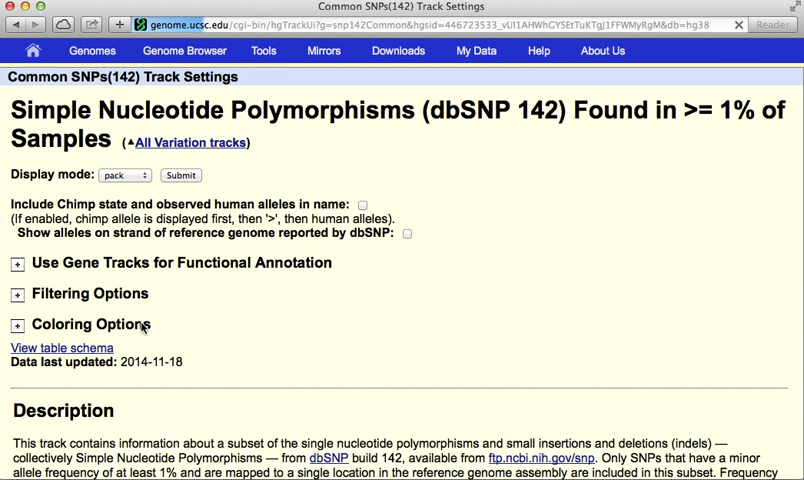 Common SNPs(142) Track Settings
genome.ucsc.edu/cgi-bin/hgTrackUi?g=snp142Common&hgsid=446723533_vUI1AHWhGYSEtTuKTgJ1FFWMyRgM&db=hg38
Reader
Genomes Genome Browser Tools Mirrors Downloads My Data Help About Us
Common SNPs(142) Track Settings
Simple Nucleotide Polymorphisms (dbSNP 142) Found in >= 1% of
Samples (▲All Variation tracks)
Display mode: pack Submit
Include Chimp state and observed human alleles in name:
(If enabled, chimp allele is displayed first, then '>', then human alleles).
Show alleles on strand of reference genome reported by dbSNP:
+ Use Gene Tracks for Functional Annotation
+ Filtering Options
+ Coloring Options
View table schema
Data last updated: 2014-11-18
Description
This track contains information about a subset of the single nucleotide polymorphisms and small insertions and deletions (indels) —
collectively Simple Nucleotide Polymorphisms — from dbSNP build 142, available from ftp.ncbi.nih.gov/snp. Only SNPs that have a minor
allele frequency of at least 1% and are mapped to a single location in the reference genome assembly are included in this subset. Frequency